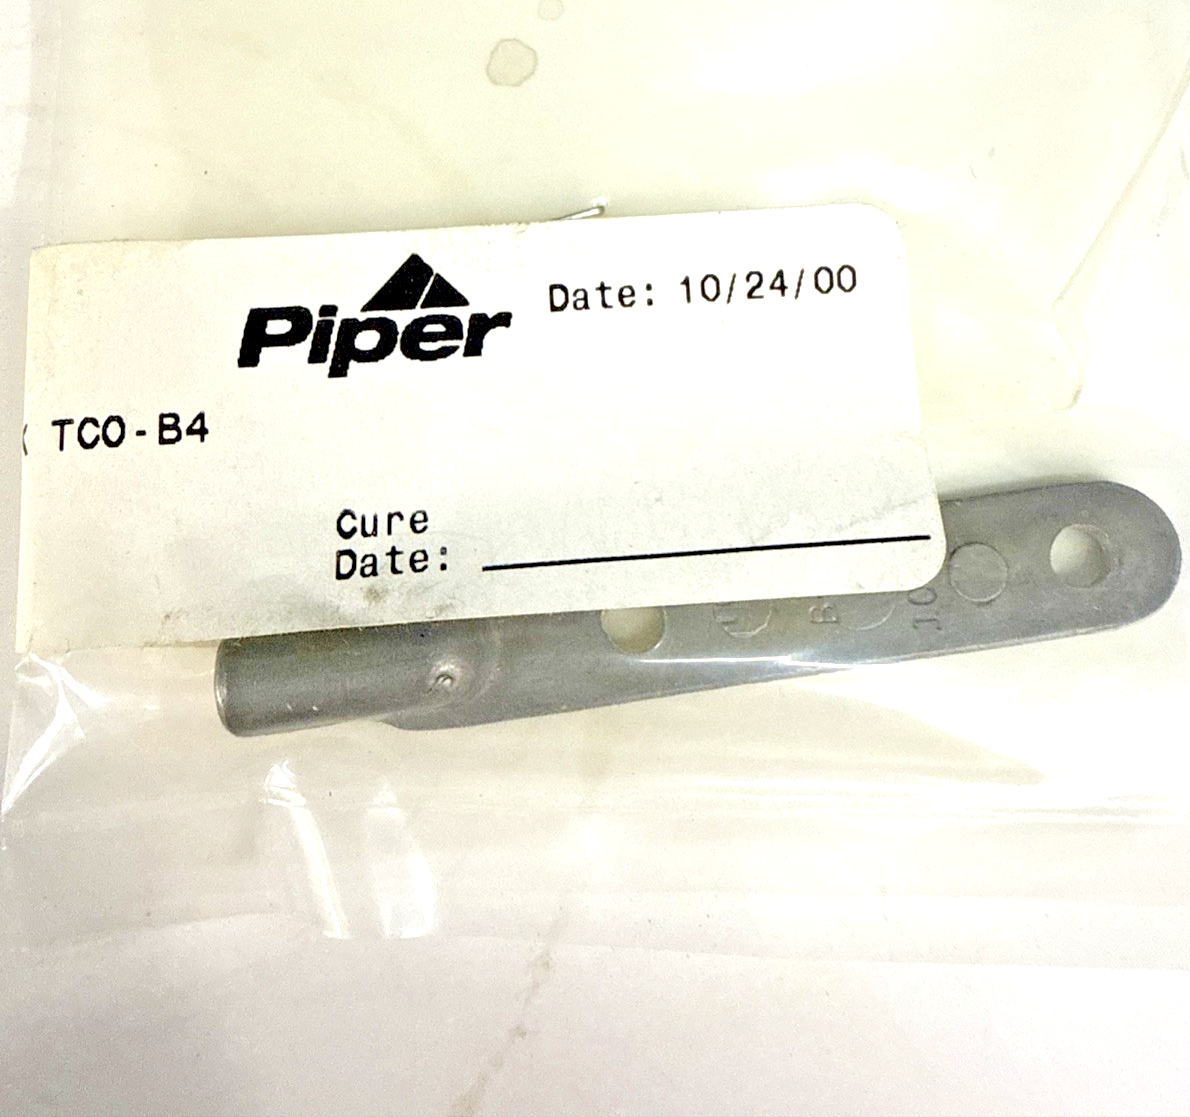 Piper
Date: 10/24/00
TCO-B4
Cure
Date: